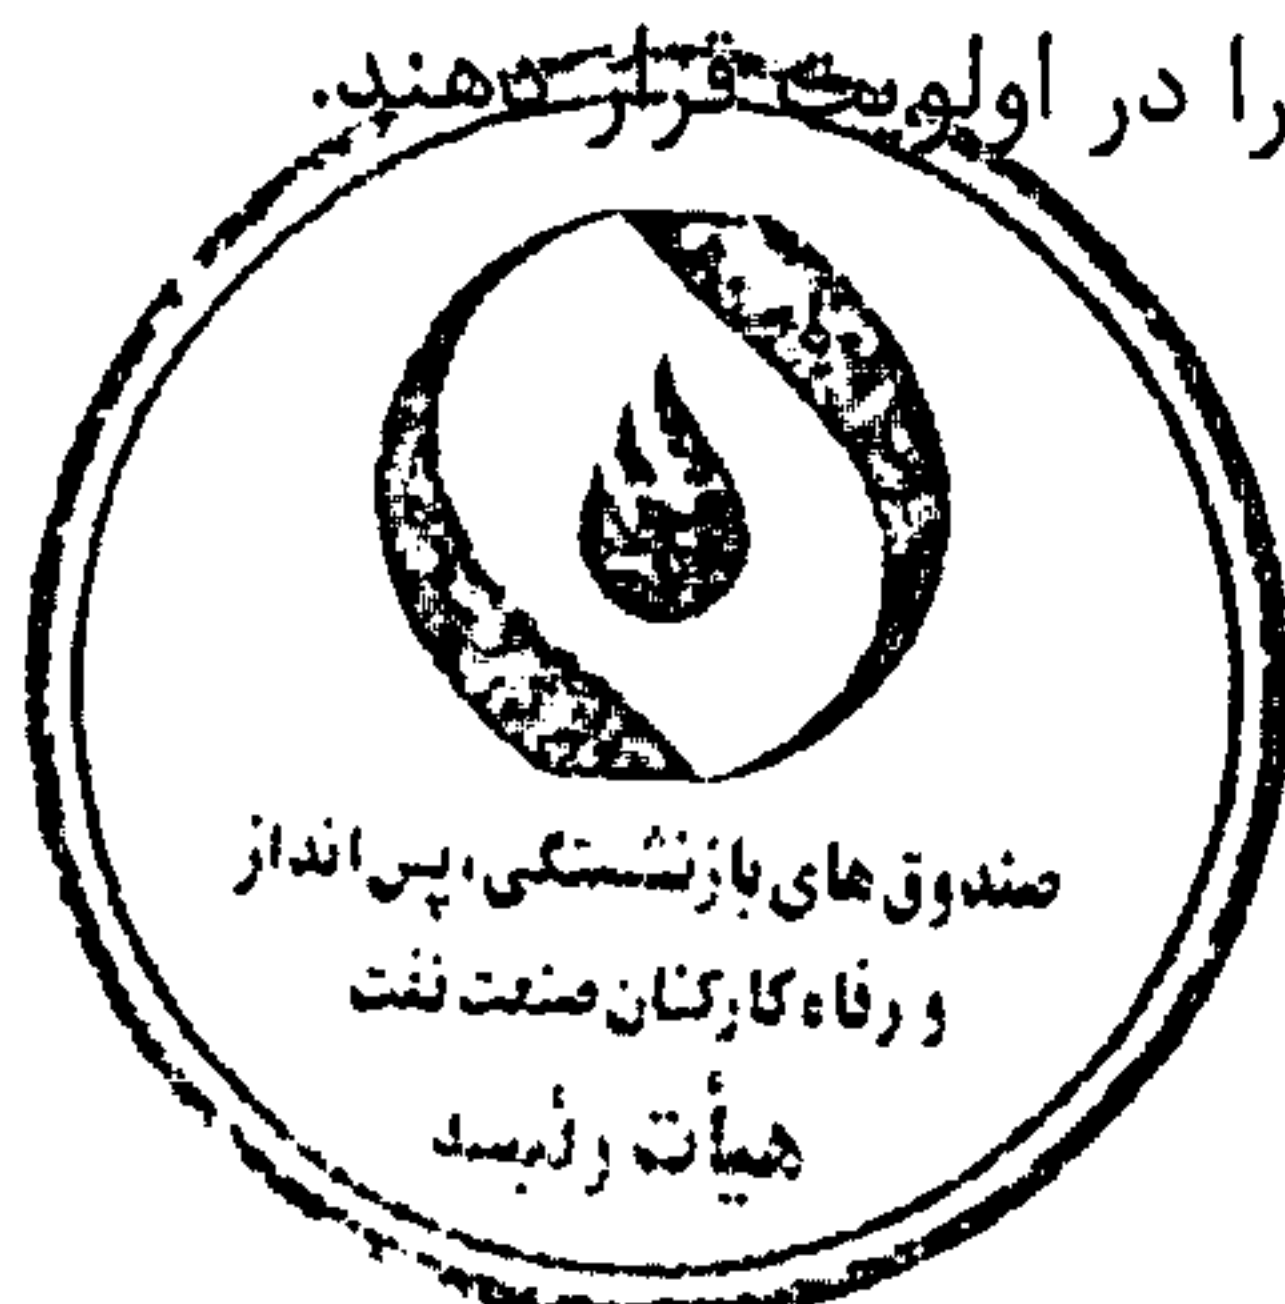 را در اولویت قرار دهند.
صندوق های بازنشستگی، پس انداز
و رفاه کارکنان صنعت نفت
هیأت رئیسه